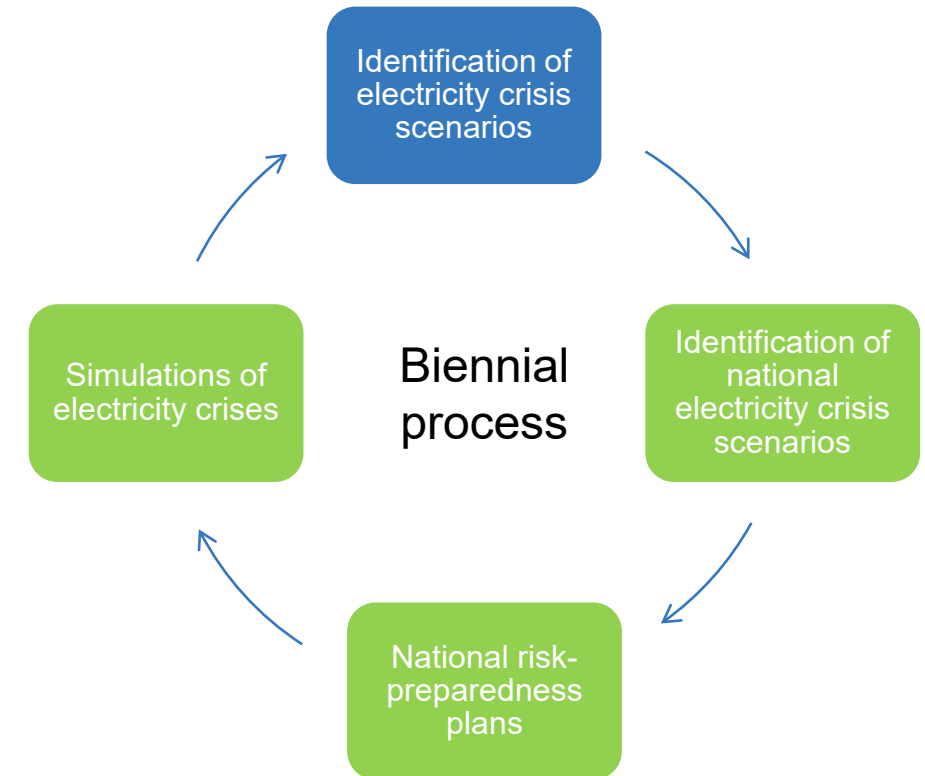 Identification of
electricity crisis
scenarios
Identification of
national
electricity crisis
scenarios
Biennial
process
Simulations of
electricity crises
National risk-
preparedness
plans